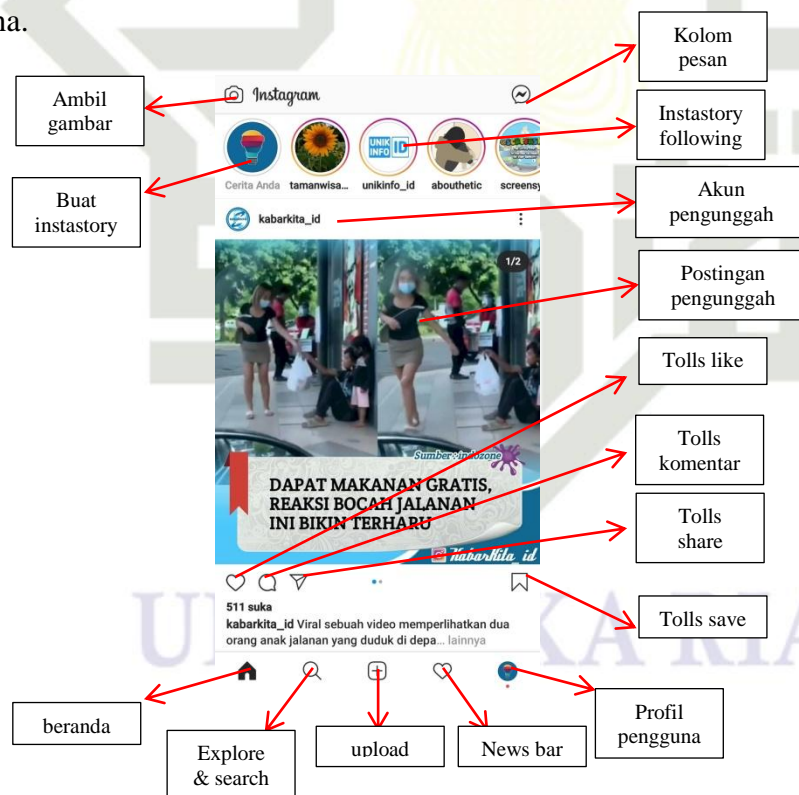 na.
Kolom
pesan
Ambil
gambar
Instagram
Instastory
following
UNIK
INFO ID
Cerita Anda tamanwisa... unikinfo_id abouthetic screensy
Buat
instastory
Akun
pengunggah
kabarkita_id
1/2
Postingan
pengunggah
Tolls like
Sumber : indozone
Tolls
komentar
DAPAT MAKANAN GRATIS,
REAKSI BOCAH JALANAN
INI BIKIN TERHARU
Tolls
share
KabarKita_id
511 suka
kabarkita_id Viral sebuah video memperlihatkan dua
orang anak jalanan yang duduk di depa... lainnya
Tolls save
KA RIA
beranda
Explore
& search
upload
News bar
Profil
pengguna